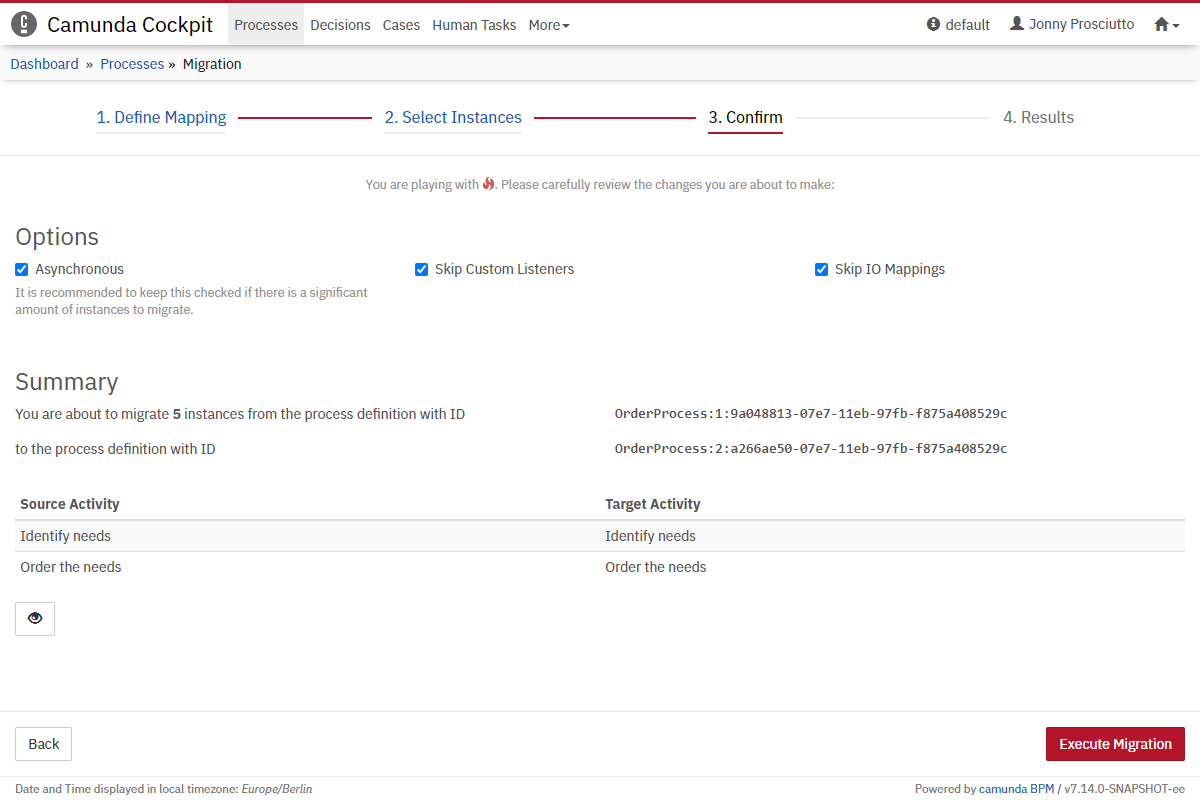 Camunda Cockpit Processes Decisions Cases Human Tasks More default Jonny Prosciutto
Dashboard » Processes » Migration
1. Define Mapping 2. Select Instances 3. Confirm 4. Results
You are playing with . Please carefully review the changes you are about to make:
Options
Asynchronous Skip Custom Listeners Skip IO Mappings
It is recommended to keep this checked if there is a significant
amount of instances to migrate.
Summary
You are about to migrate 5 instances from the process definition with ID OrderProcess:1:9a048813-07e7-11eb-97fb-f875a408529c
to the process definition with ID OrderProcess:2:a266ae50-07e7-11eb-97fb-f875a408529c
Source Activity Target Activity
Identify needs Identify needs
Order the needs Order the needs
Back Execute Migration
Date and Time displayed in local timezone: Europe/Berlin Powered by camunda BPM / v7.14.0-SNAPSHOT-ee